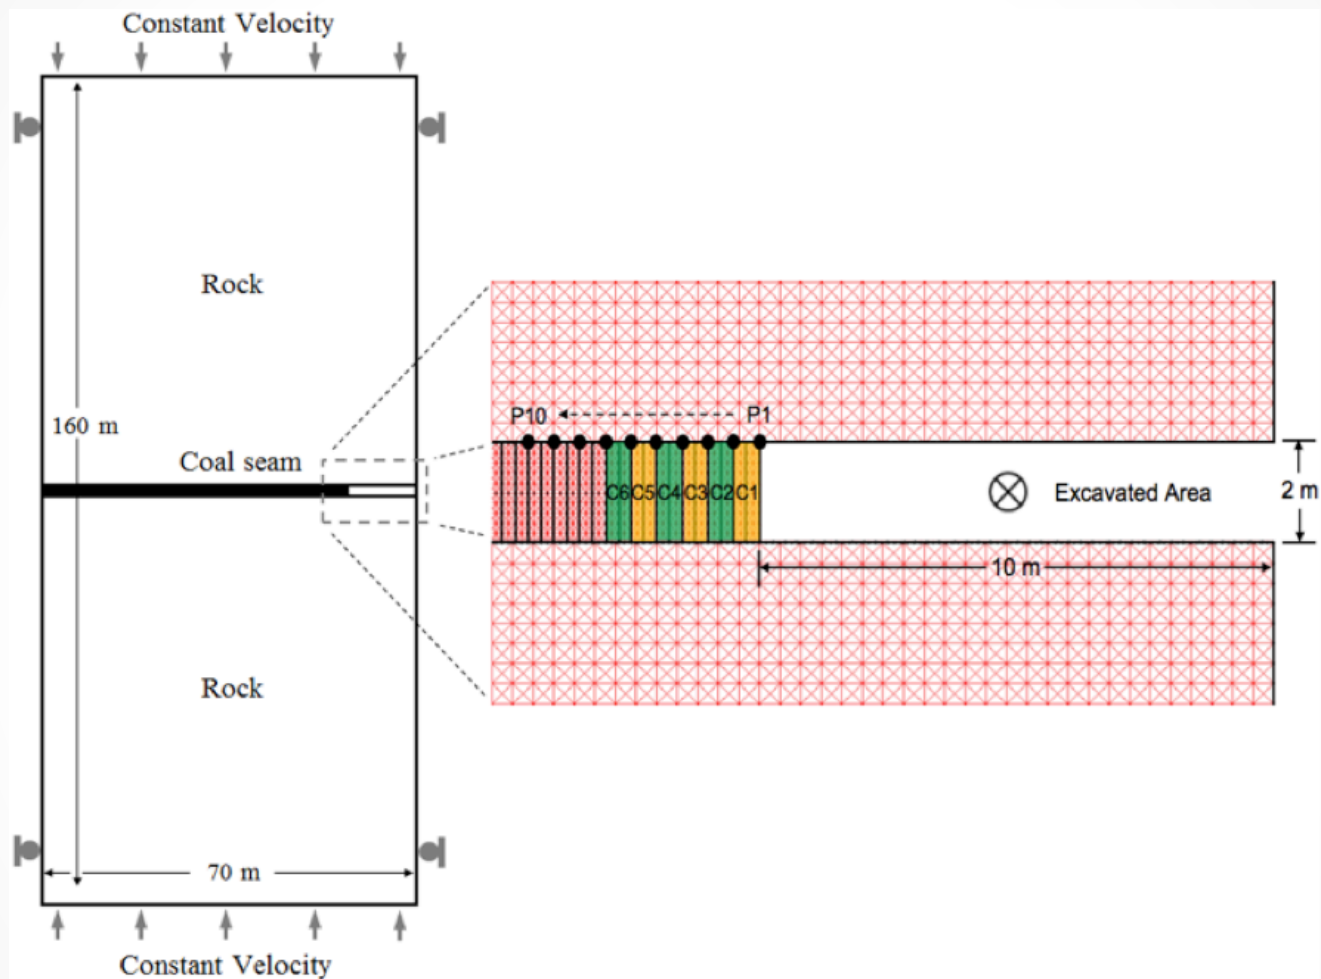 Constant Velocity
Rock
160 m
Coal seam
Rock
70 m
Constant Velocity
P10
P1
C6
C5
C4
C3
C2
C1
Excavated Area
2 m
10 m